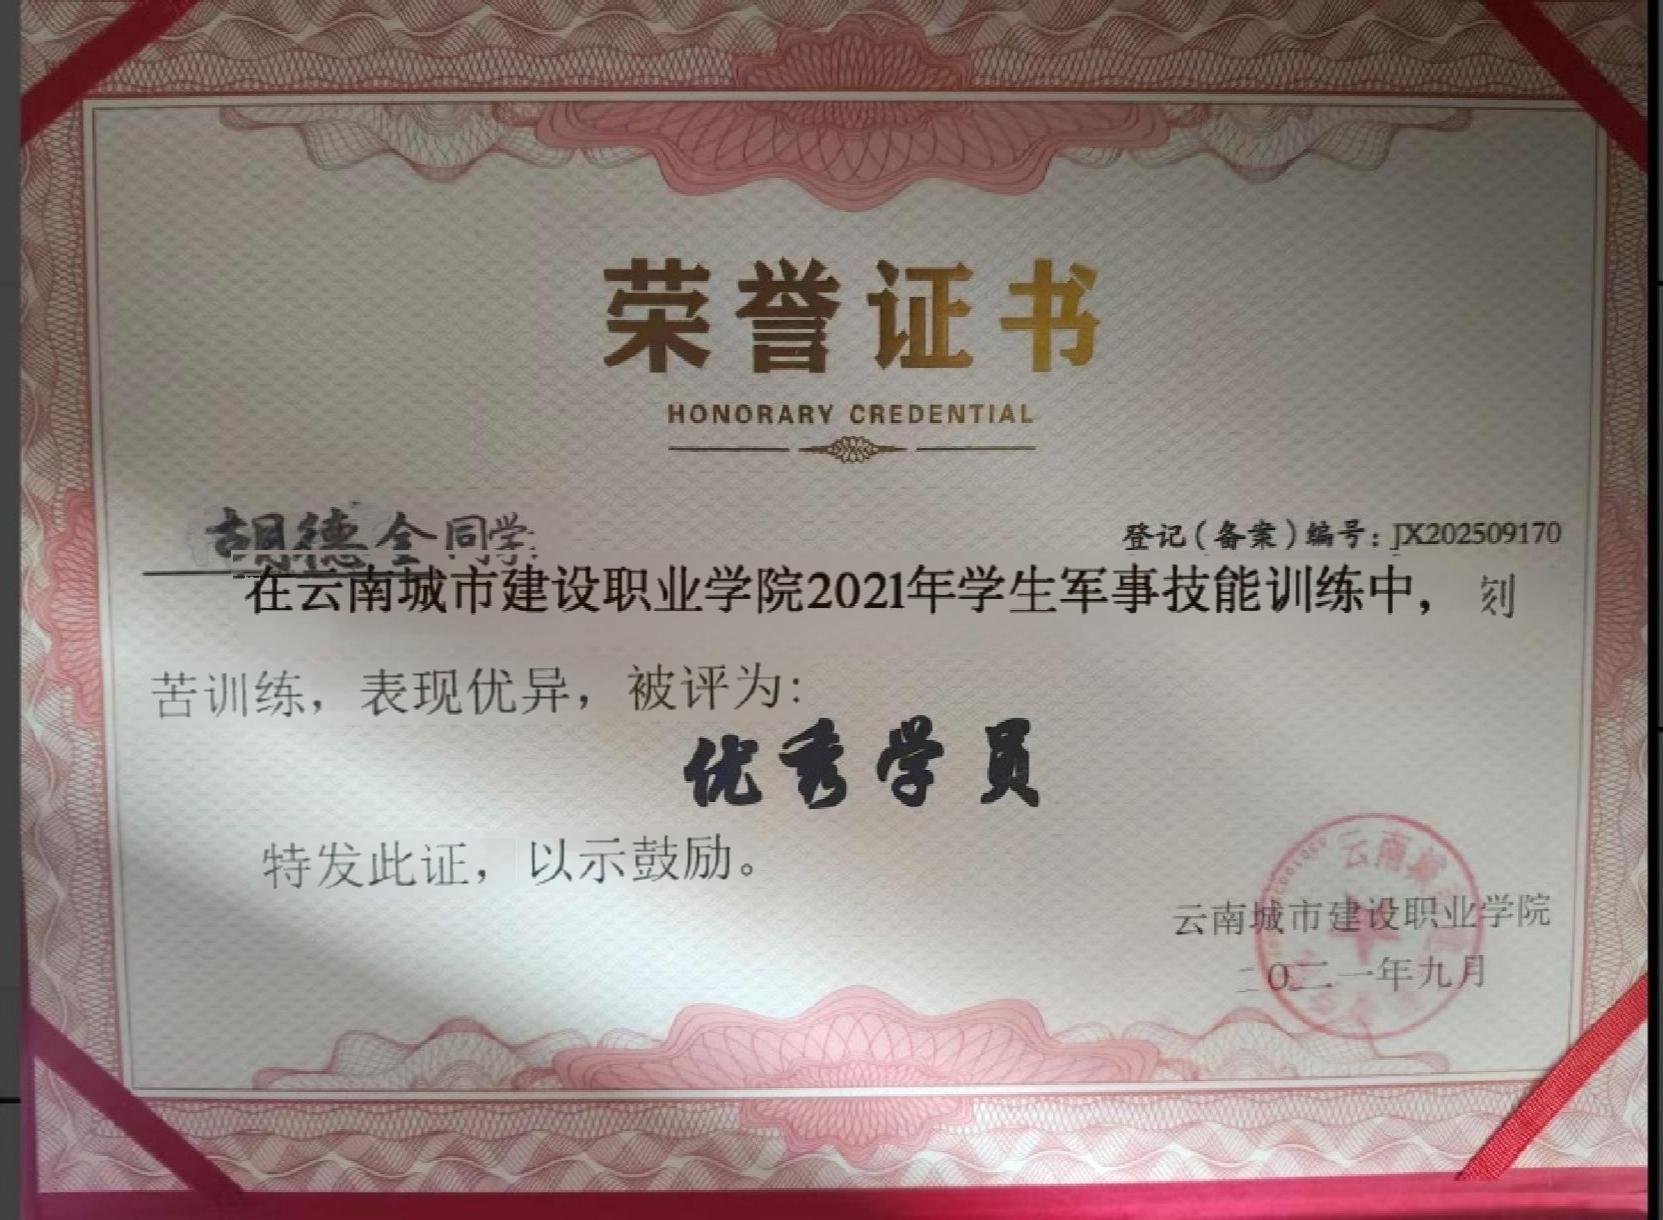 荣誉证书
HONORARY CREDENTIAL
胡德全同学
登记（备案）编号：JX202509170
在云南城市建设职业学院2021年学生军事技能训练中，刻
苦训练，表现优异，被评为：
优秀学员
特发此证，以示鼓励。
云南城
云南城市建设职业学院
二〇二一年九月